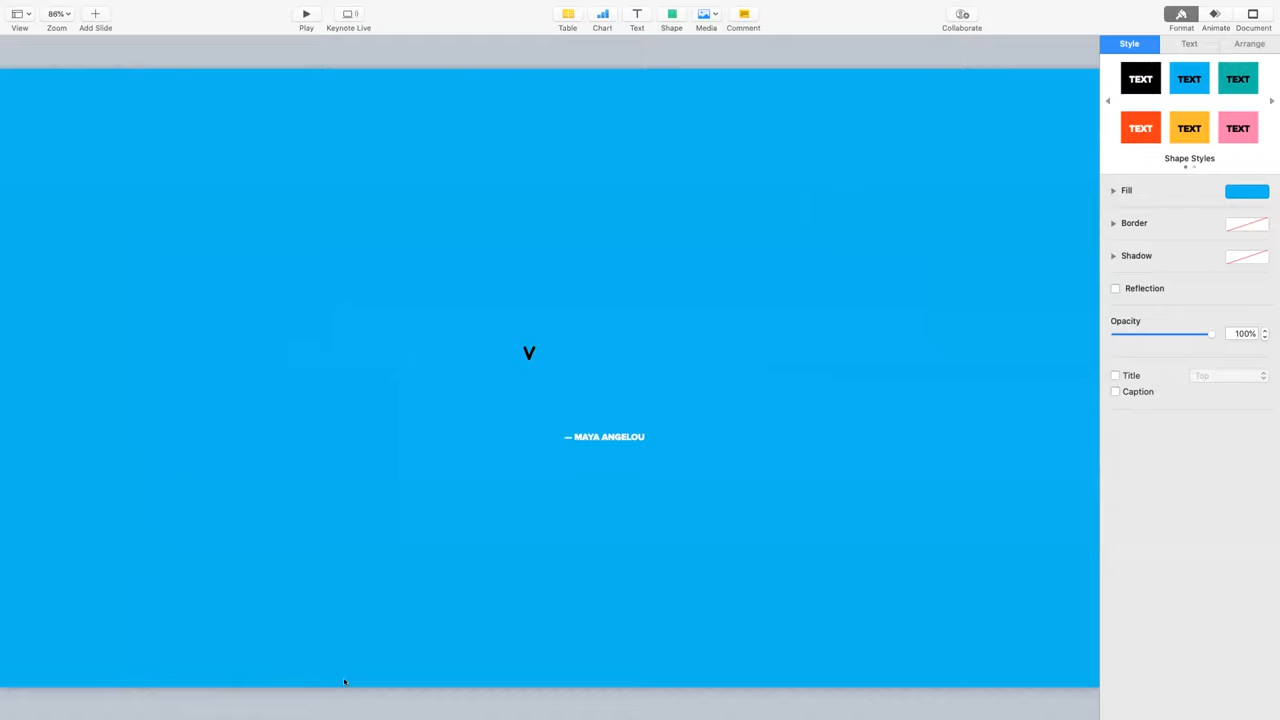 86%
View
Zoom
Add Slide
Play
Keynote Live
Table
Chart
Text
Shape
Media
Comment
Collaborate
Format
Animate
Document
Style
Text
Arrange
TEXT
TEXT
TEXT
TEXT
TEXT
TEXT
Shape Styles
Fill
Border
Shadow
Reflection
Opacity
100%
Title
Top
Caption
V
— MAYA ANGELOU